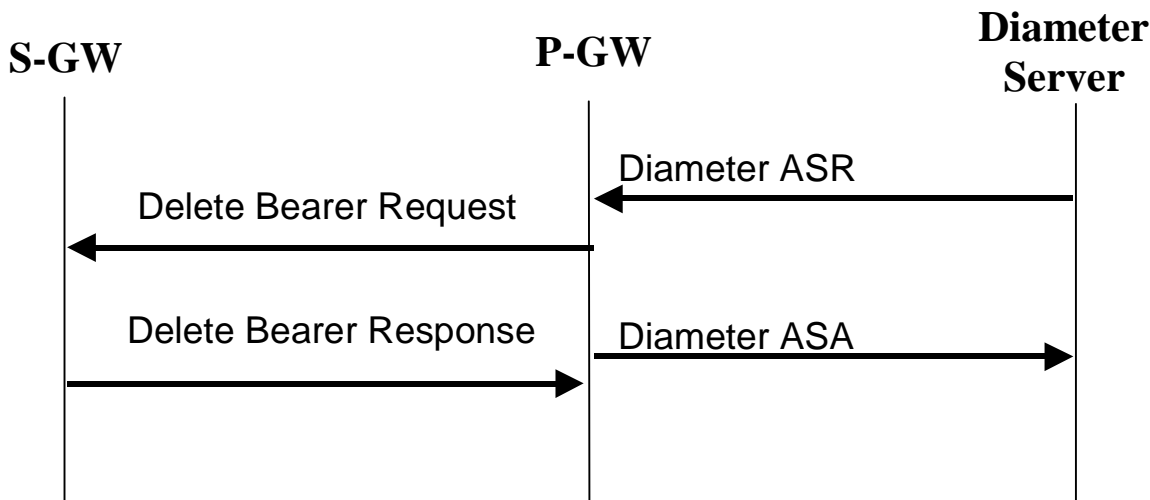 S-GW
P-GW
Diameter
Server
Diameter ASR
Delete Bearer Request
Delete Bearer Response
Diameter ASA